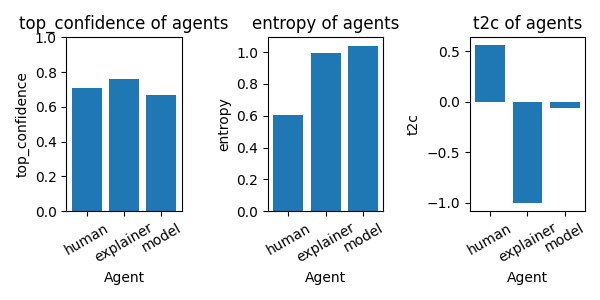 top_confidence of agents
top_confidence
1.0
0.8
0.6
0.4
0.2
0.0
human
explainer
model
Agent
entropy of agents
entropy
1.0
0.8
0.6
0.4
0.2
0.0
human
explainer
model
Agent
t2c of agents
t2c
0.5
0.0
−0.5
−1.0
human
explainer
model
Agent